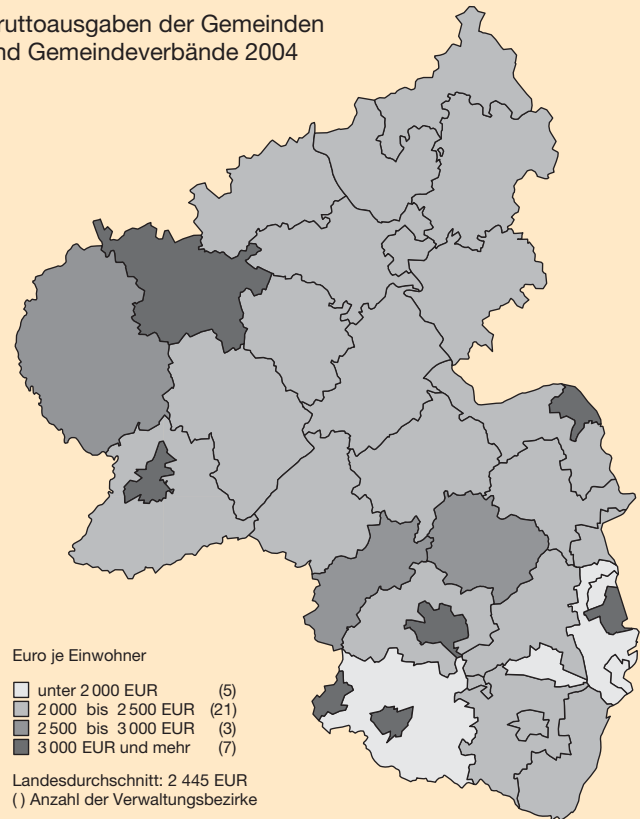 ruttoausgaben der Gemeinden
nd Gemeindeverbände 2004
Euro je Einwohner
unter 2 000 EUR (5)
2 000 bis 2 500 EUR (21)
2 500 bis 3 000 EUR (3)
3 000 EUR und mehr (7)
Landesdurchschnitt: 2 445 EUR
( ) Anzahl der Verwaltungsbezirke